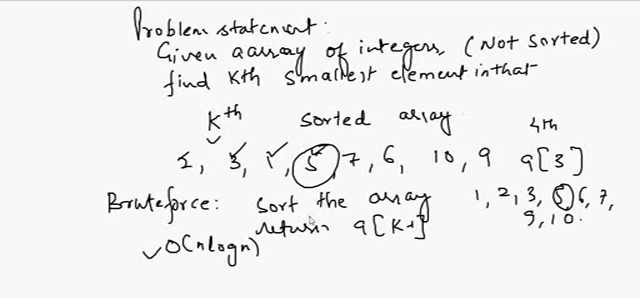 Problem statement:
Given a array of integers, (Not Sorted)
find Kth smallest element in that
Kth sorted array 4th
2, 3, 1, 5, 7, 6, 10, 9 a[3]
Bruteforce: Sort the array 1, 2, 3, 5, 6, 7,
return a[K-1] 9, 10.
O(nlogn)